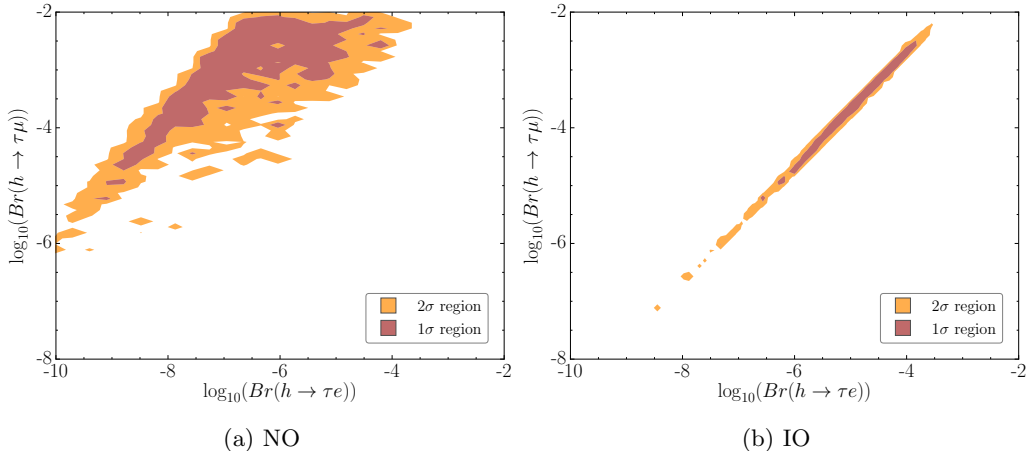 -2
-4
-6
-8
-10 -8 -6 -4 -2
log₁₀(Br(h → τμ))
log₁₀(Br(h → τe))
2σ region
1σ region
(a) NO
-2
-4
-6
-8
-10 -8 -6 -4 -2
log₁₀(Br(h → τμ))
log₁₀(Br(h → τe))
2σ region
1σ region
(b) IO